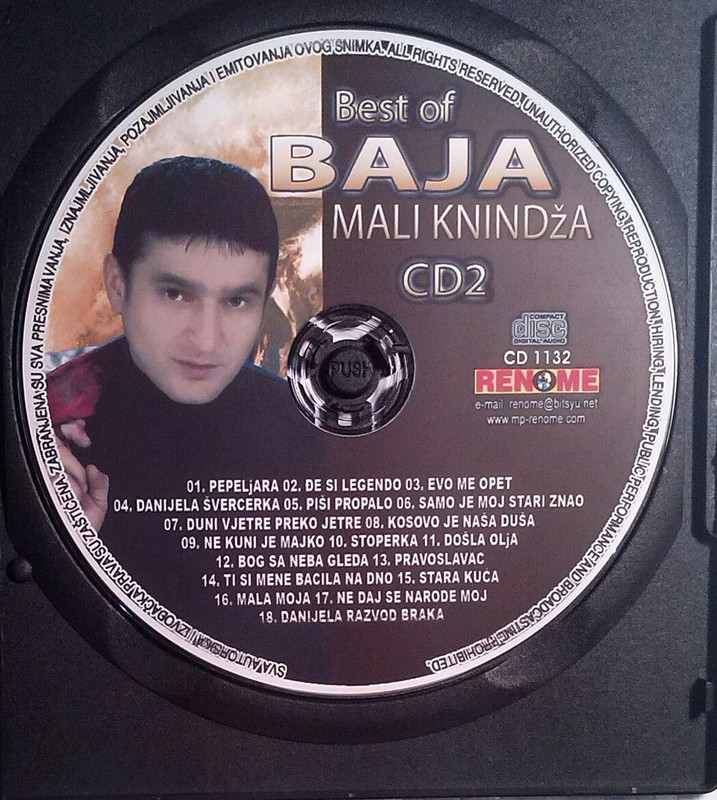 Best of
BAJA
MALI KNINDžA
CD2
COMPACT
disc
DIGITAL AUDIO
CD 1132
RENOME
e-mail renome@bitsyu.net
www.mp-renome.com
PUSH
01. PEPELjARA 02. ĐE SI LEGENDO 03. EVO ME OPET
04. DANIJELA ŠVERCERKA 05. PIŠI PROPALO 06. SAMO JE MOJ STARI ZNAO
07. DUNI VJETRE PREKO JETRE 08. KOSOVO JE NAŠA DUŠA
09. NE KUNI JE MAJKO 10. STOPERKA 11. DOŠLA OLjA
12. BOG SA NEBA GLEDA 13. PRAVOSLAVAC
14. TI SI MENE BACILA NA DNO 15. STARA KUĆA
16. MALA MOJA 17. NE DAJ SE NARODE MOJ
18. DANIJELA RAZVOD BRAKA
SVA AUTORSKA I IZVOĐAČKA PRAVA SU ZAŠTIĆENA. ZABRANJENA SU SVA PRESNIMAVANJA, IZNAJMLJIVANJA, POZAJMLJIVANJA I EMITOVANJA OVOG SNIMKA. ALL RIGHTS RESERVED. UNAUTHORIZED COPYING, REPRODUCTION, HIRING, LENDING, PUBLIC PERFORMANCE AND BROADCASTING PROHIBITED.